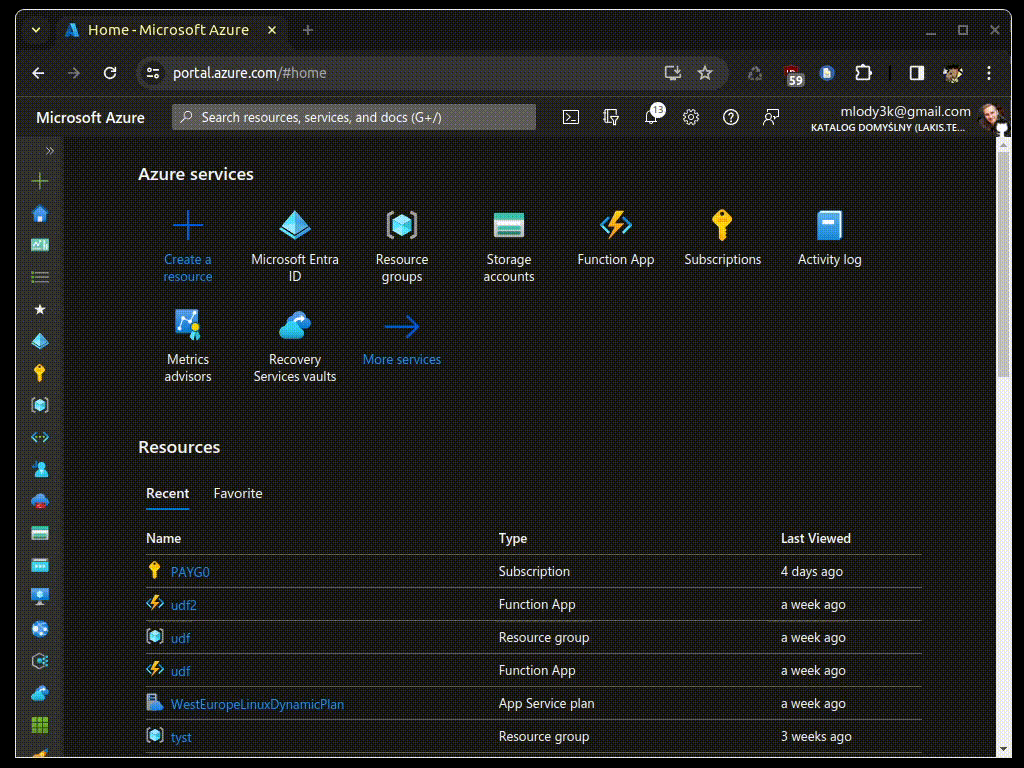 Home - Microsoft Azure
portal.azure.com/#home
59
Microsoft Azure
Search resources, services, and docs (G+/)
13
mlody3k@gmail.com
KATALOG DOMYŚLNY (LAKIS.TE...
Azure services
Create a resource
Microsoft Entra ID
Resource groups
Storage accounts
Function App
Subscriptions
Activity log
Metrics advisors
Recovery Services vaults
More services
Resources
Recent Favorite
Name Type Last Viewed
PAYG0 Subscription 4 days ago
udf2 Function App a week ago
udf Resource group a week ago
udf Function App a week ago
WestEuropeLinuxDynamicPlan App Service plan a week ago
tyst Resource group 3 weeks ago